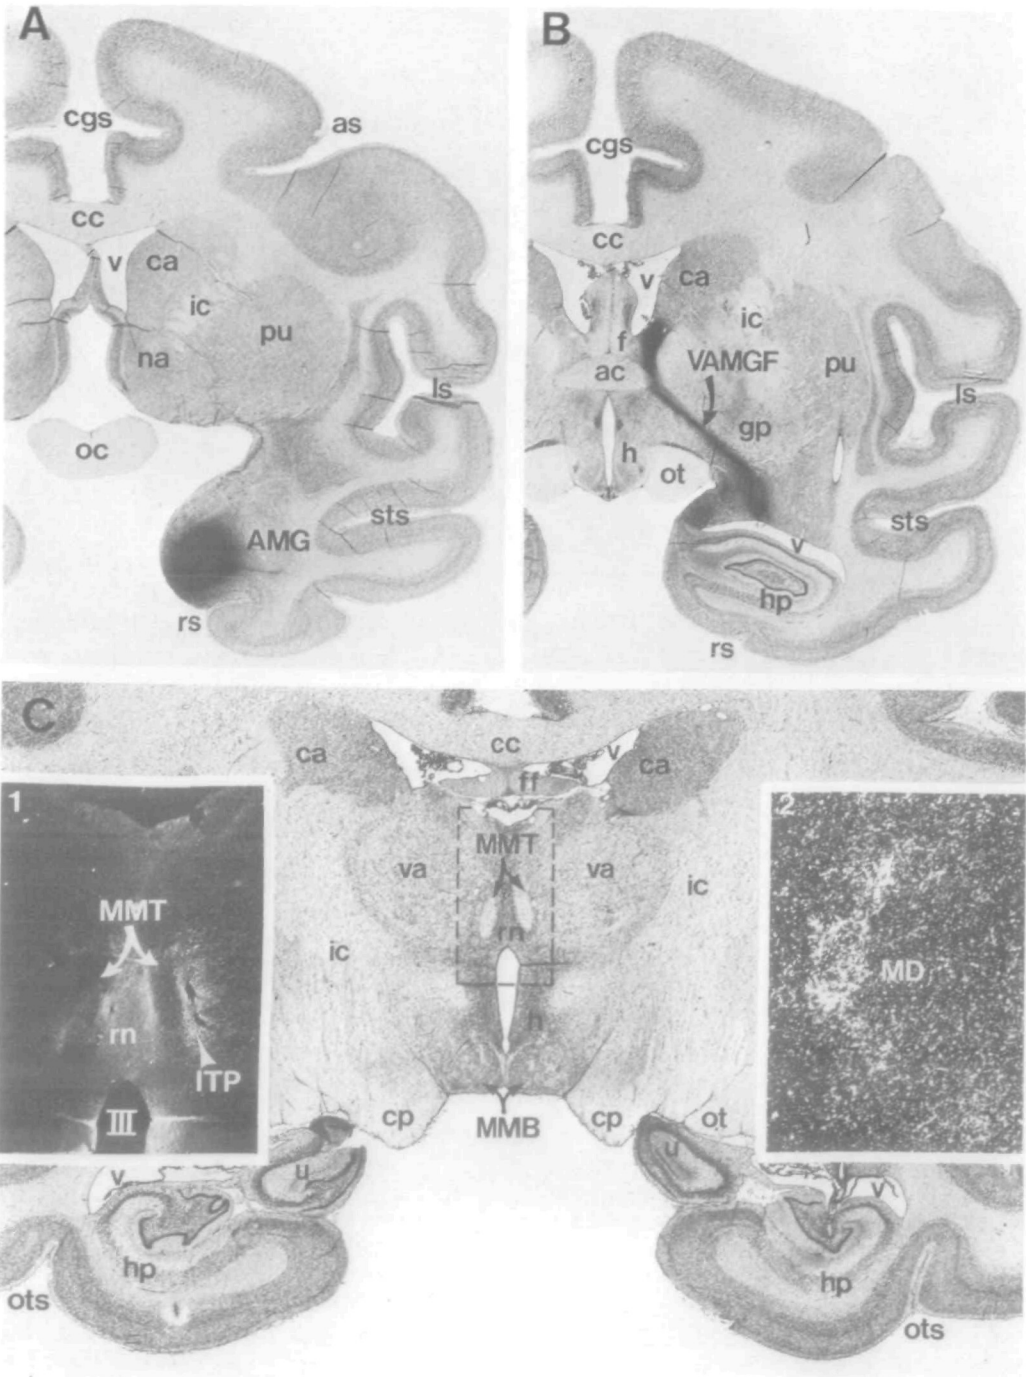 A
cgs
as
cc
v
ca
ic
pu
na
ls
oc
sts
AMG
rs
B
cgs
cc
v
ca
ic
f
VAMGF
pu
ac
ls
gp
h
ot
sts
v
hp
rs
C
ca
cc
v
ca
ff
1
MMT
va
va
ic
MMT
rn
ic
rn
h
ITP
III
cp
MMB
cp
ot
2
MD
u
u
v
v
hp
hp
ots
ots